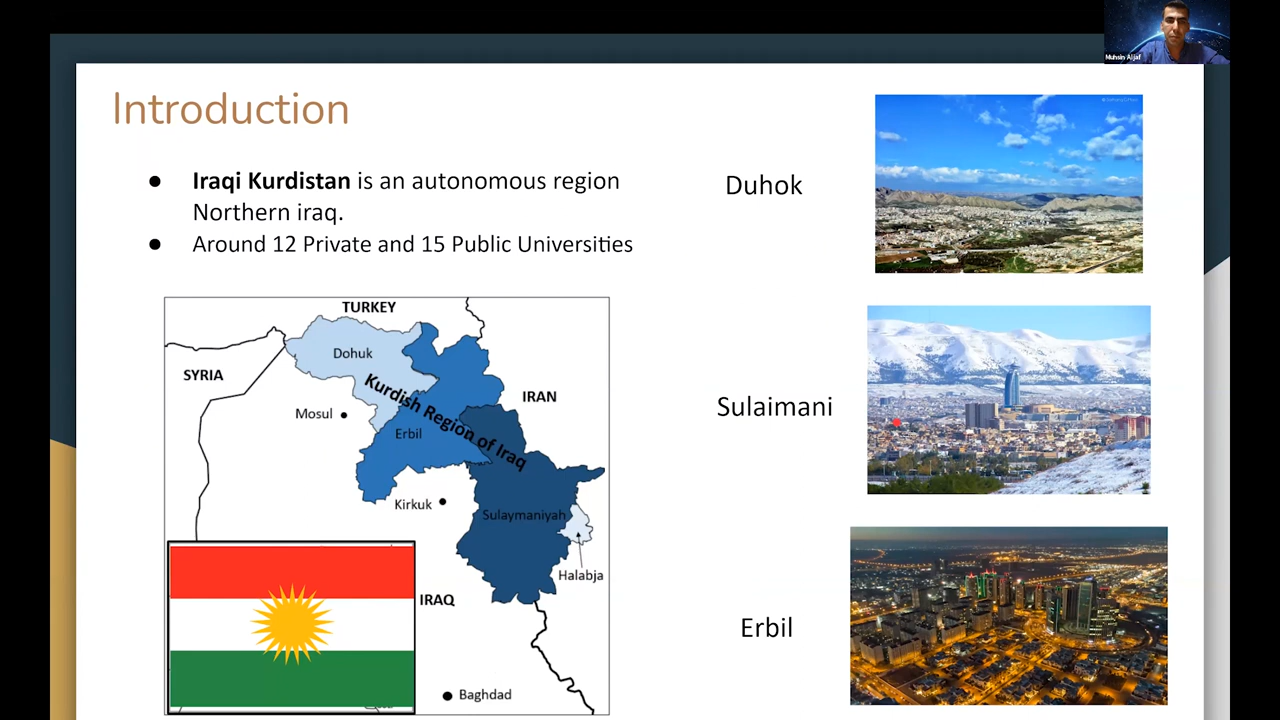 Muhsin Aljaf
Introduction
● Iraqi Kurdistan is an autonomous region
Northern iraq.
● Around 12 Private and 15 Public Universities
Duhok
Sulaimani
Erbil
TURKEY
Dohuk
SYRIA
Kurdish Region of Iraq
IRAN
Mosul
Erbil
Kirkuk
Sulaymaniyah
Halabja
IRAQ
Baghdad